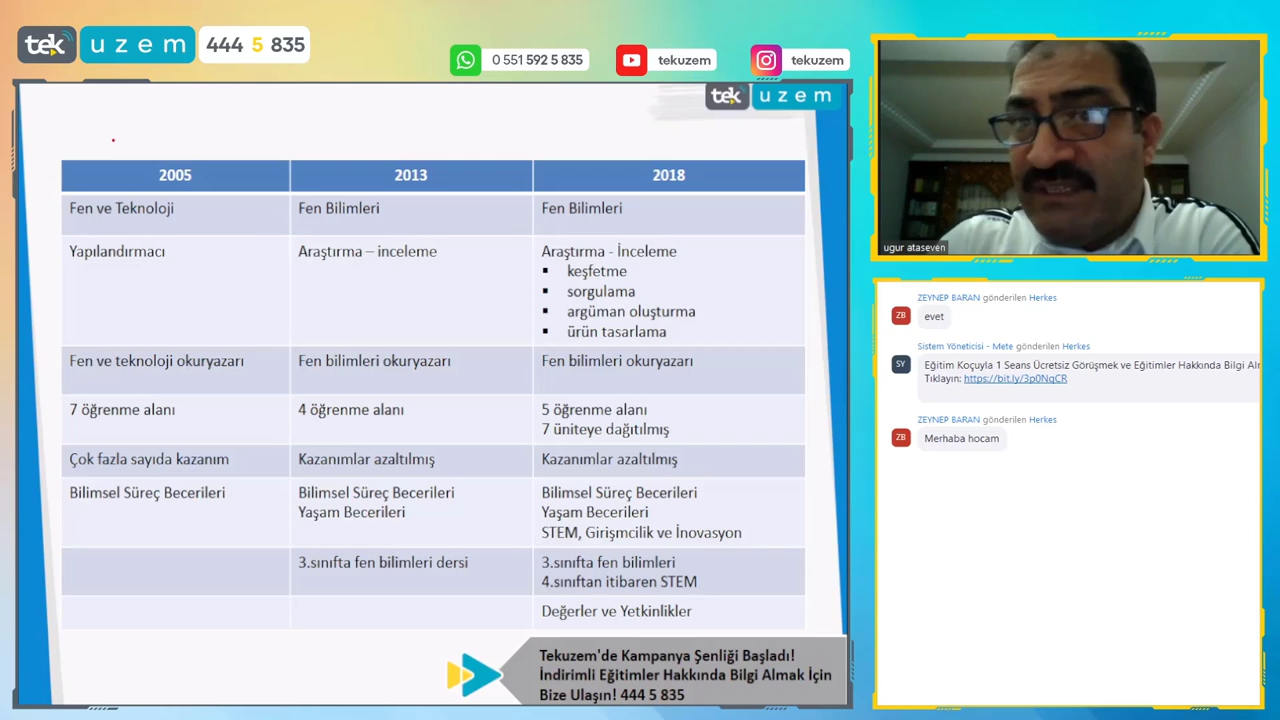 tek uzem 444 5 835
0 551 592 5 835
tekuzem
tekuzem
tek uzem
2005 2013 2018
Fen ve Teknoloji Fen Bilimleri Fen Bilimleri
Yapılandırmacı Araştırma – inceleme Araştırma - İnceleme
▪ keşfetme
▪ sorgulama
▪ argüman oluşturma
▪ ürün tasarlama
Fen ve teknoloji okuryazarı Fen bilimleri okuryazarı Fen bilimleri okuryazarı
7 öğrenme alanı 4 öğrenme alanı 5 öğrenme alanı
7 üniteye dağıtılmış
Çok fazla sayıda kazanım Kazanımlar azaltılmış Kazanımlar azaltılmış
Bilimsel Süreç Becerileri Bilimsel Süreç Becerileri Bilimsel Süreç Becerileri
Yaşam Becerileri Yaşam Becerileri
STEM, Girişmcilik ve İnovasyon
3.sınıfta fen bilimleri dersi 3.sınıfta fen bilimleri
4.sınıftan itibaren STEM
Değerler ve Yetkinlikler
Tekuzem'de Kampanya Şenliği Başladı!
İndirimli Eğitimler Hakkında Bilgi Almak İçin
Bize Ulaşın! 444 5 835
ugur ataseven
ZEYNEP BARAN gönderilen Herkes
ZB evet
Sistem Yöneticisi - Mete gönderilen Herkes
SY Eğitim Koçuyla 1 Seans Ücretsiz Görüşmek ve Eğitimler Hakkında Bilgi Alr
Tıklayın: https://bit.ly/3p0NqCR
ZEYNEP BARAN gönderilen Herkes
ZB Merhaba hocam